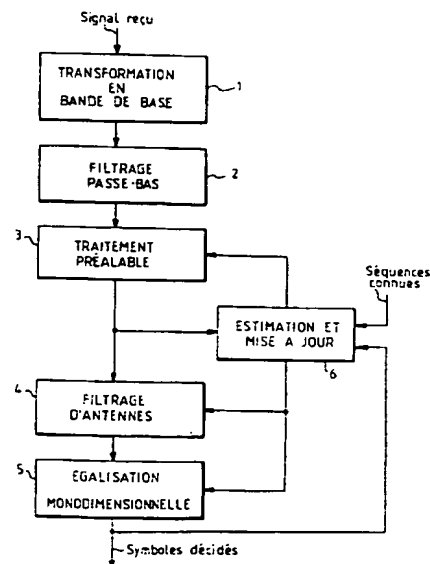 Signal reçu
TRANSFORMATION
EN
BANDE DE BASE
1
FILTRAGE
PASSE-BAS
2
3
TRAITEMENT
PRÉALABLE
Séquences
connues
ESTIMATION ET
MISE A JOUR
6
4
FILTRAGE
D'ANTENNES
5
EGALISATION
MONODIMENSIONNELLE
Symboles décidés